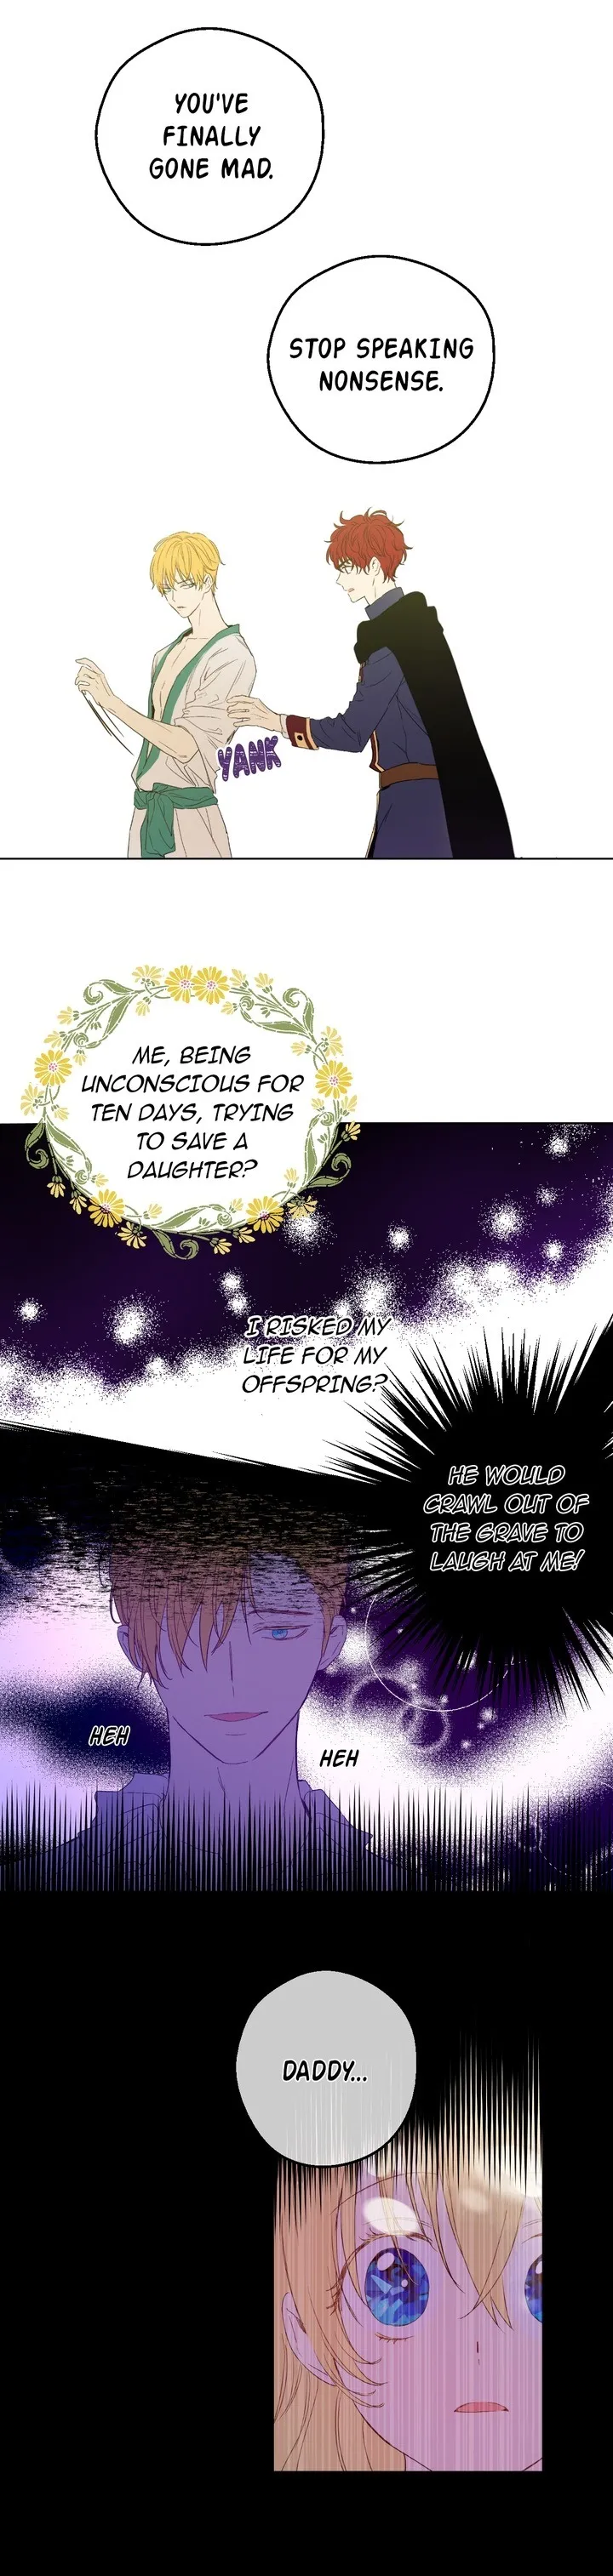 YOU'VE
FINALLY
GONE MAD.
STOP SPEAKING
NONSENSE.
YANK
ME, BEING
UNCONSCIOUS FOR
TEN DAYS, TRYING
TO SAVE A
DAUGHTER?
I RISKED MY
LIFE FOR MY
OFFSPRING?
HE WOULD
CRAWL OUT OF
THE GRAVE TO
LAUGH AT ME!
HEH
HEH
DADDY...